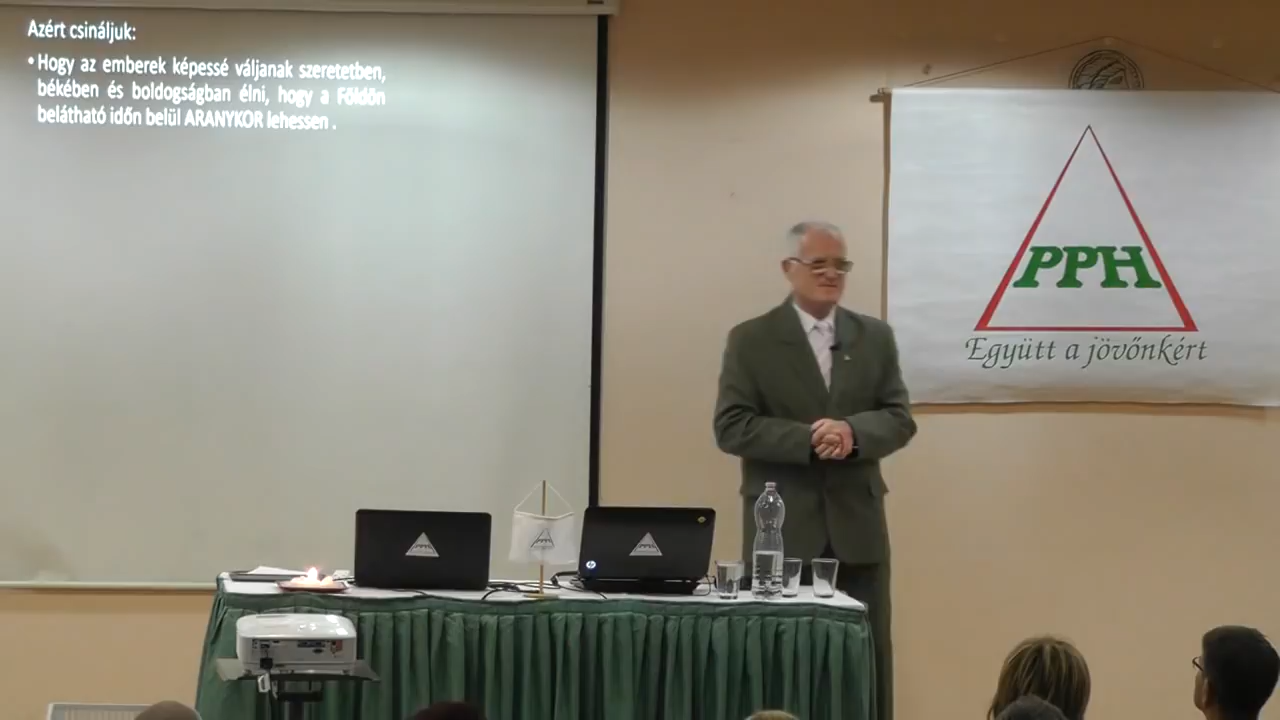 Azért csináljuk:
•Hogy az emberek képessé váljanak szeretetben,
békében és boldogságban élni, hogy a Földön
belátható időn belül ARANYKOR lehessen .
PPH
Együtt a jövőnkért
hp